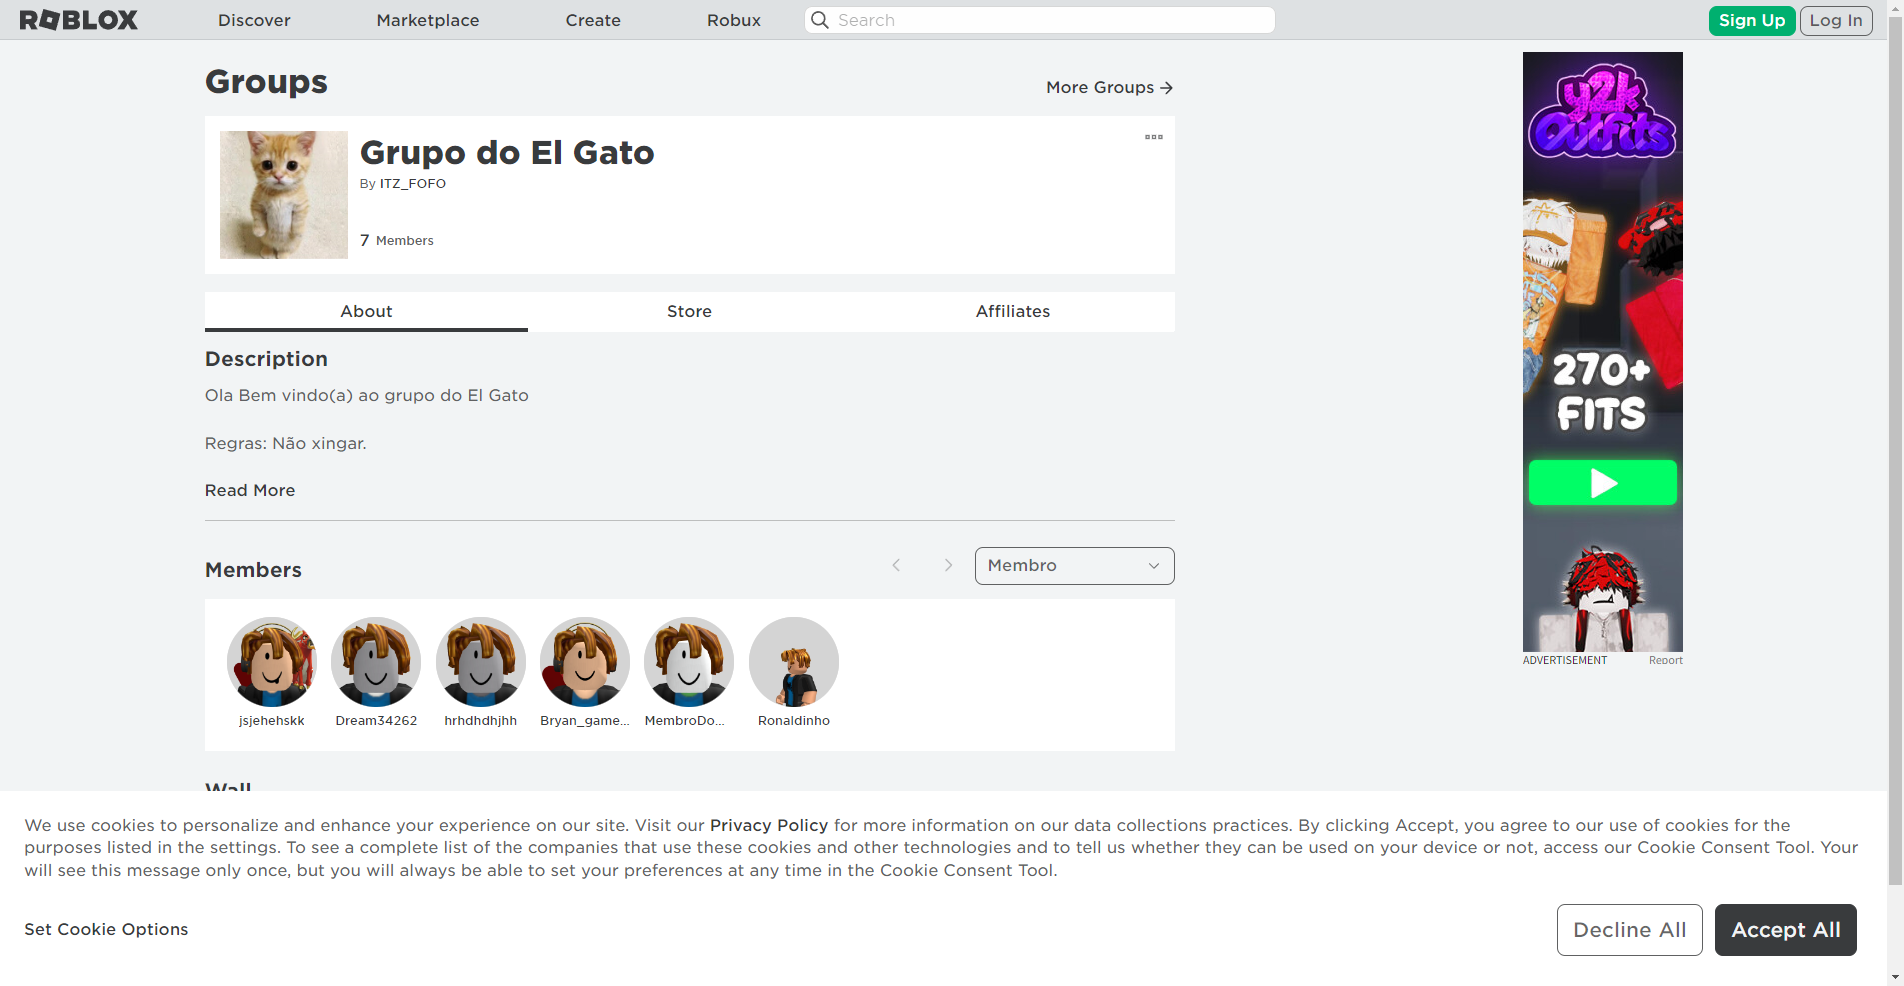 ROBLOX
Discover
Marketplace
Create
Robux
Search
Sign Up
Log In
Groups
More Groups
Grupo do El Gato
By ITZ_FOFO
7 Members
About
Store
Affiliates
Description
Ola Bem vindo(a) ao grupo do El Gato
Regras: Não xingar.
Read More
Members
Membro
jsjehehskk
Dream34262
hrhdhdhjhh
Bryan_game...
MembroDo...
Ronaldinho
Wall
y2k
Outfits
270+
FITS
ADVERTISEMENT
Report
We use cookies to personalize and enhance your experience on our site. Visit our Privacy Policy for more information on our data collections practices. By clicking Accept, you agree to our use of cookies for the
purposes listed in the settings. To see a complete list of the companies that use these cookies and other technologies and to tell us whether they can be used on your device or not, access our Cookie Consent Tool. Your
will see this message only once, but you will always be able to set your preferences at any time in the Cookie Consent Tool.
Set Cookie Options
Decline All
Accept All